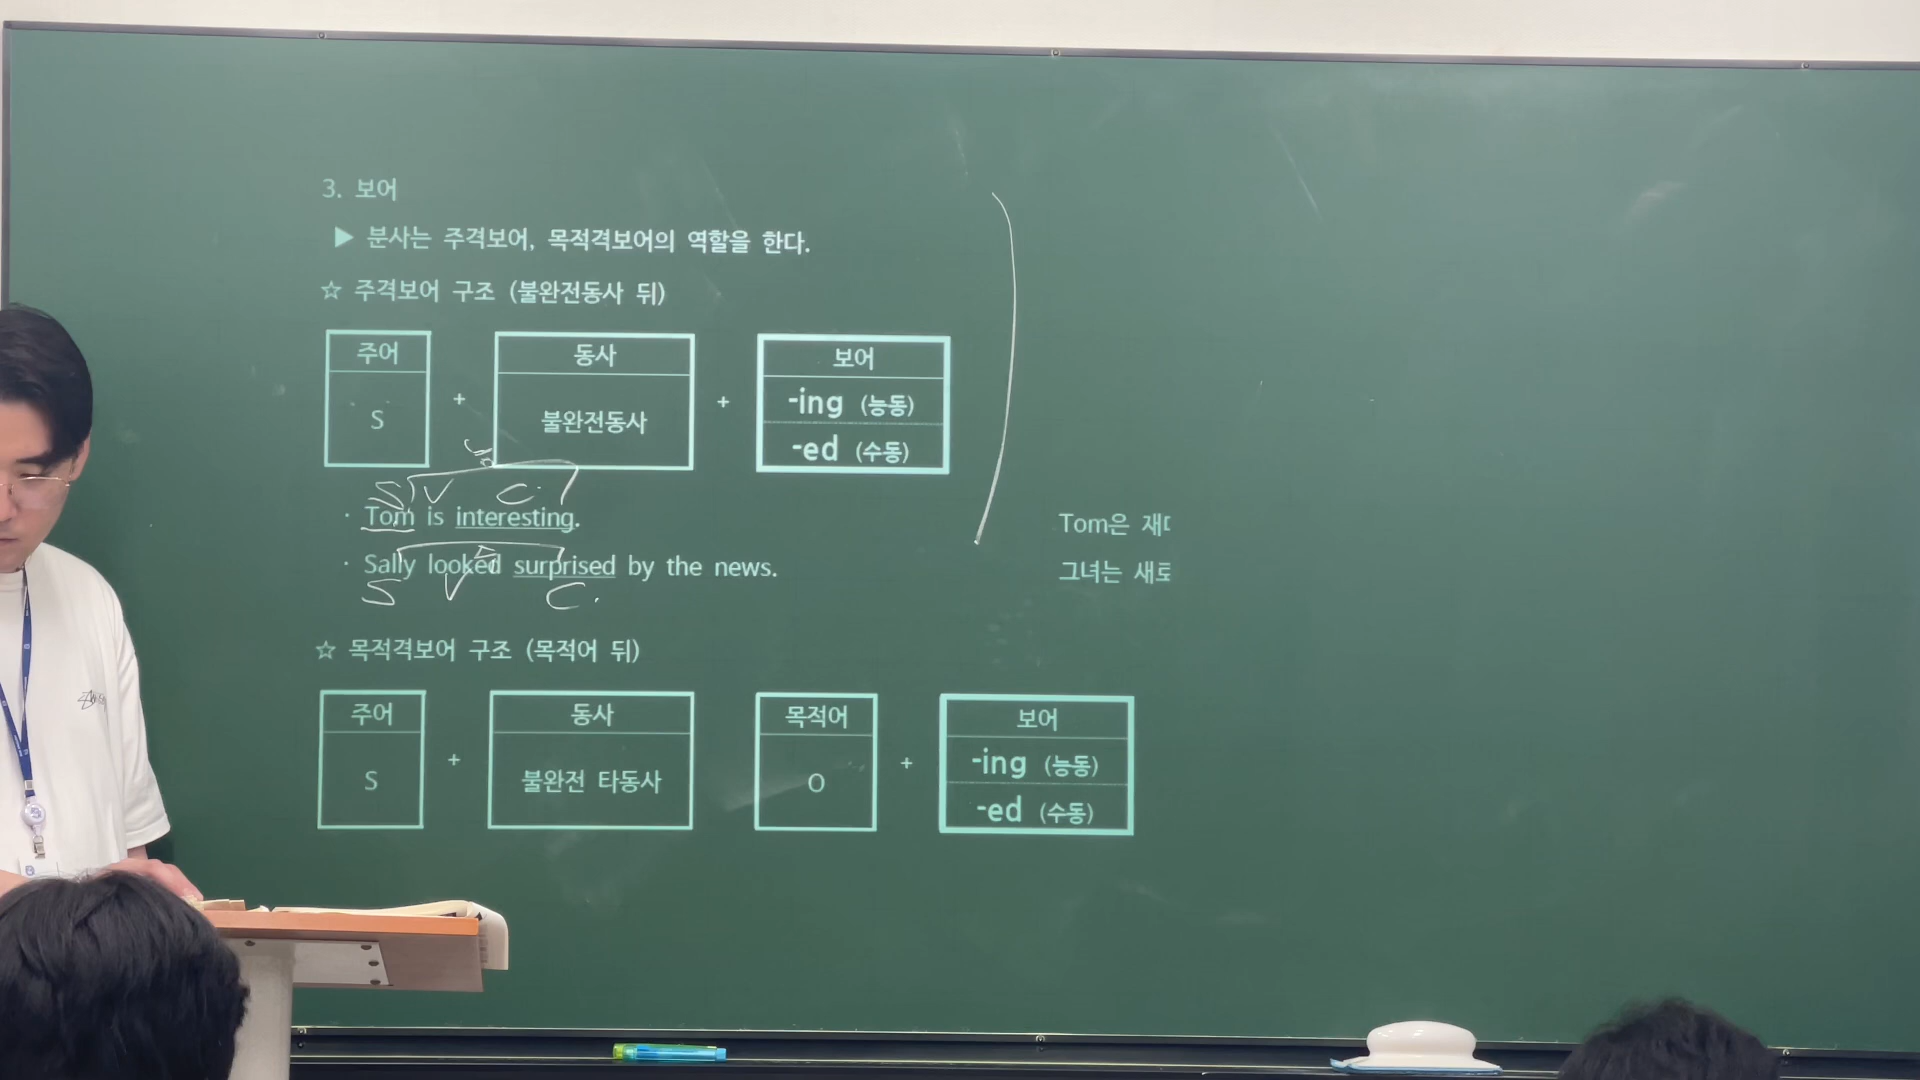 3. 보어
▶ 분사는 주격보어, 목적격보어의 역할을 한다.
☆ 주격보어 구조 (불완전동사 뒤)
주어 동사 보어
S + 불완전동사 + -ing (능동)
-ed (수동)
S V C.
· Tom is interesting. Tom은
· Sally looked surprised by the news. 그녀는
S V C.
☆ 목적격보어 구조 (목적어 뒤)
주어 동사 목적어 보어
S + 불완전 타동사 O + -ing (능동)
-ed (수동)